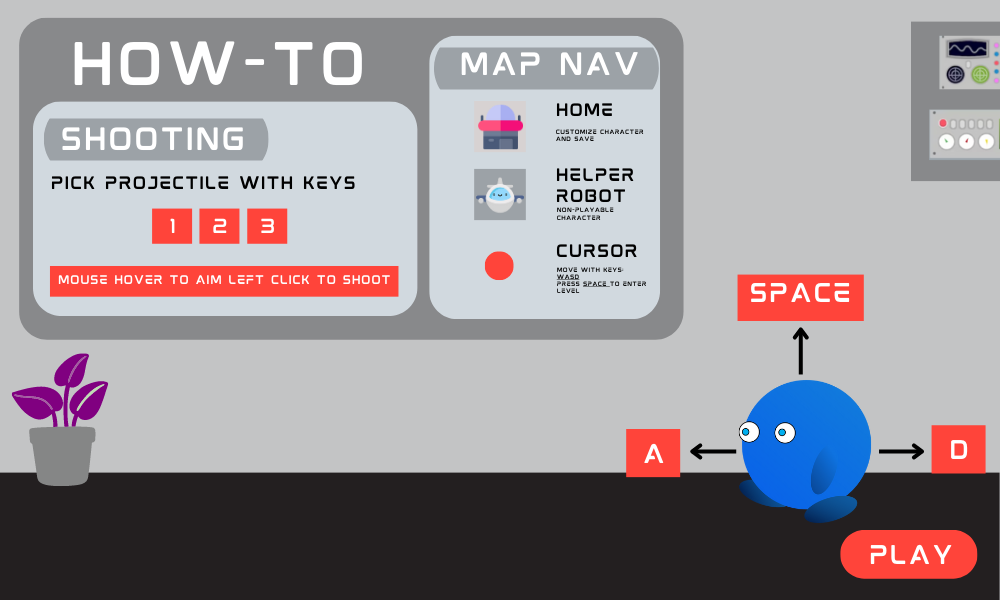 HOW-TO
SHOOTING
PICK PROJECTILE WITH KEYS
1 2 3
MOUSE HOVER TO AIM LEFT CLICK TO SHOOT
MAP NAV
HOME
CUSTOMIZE CHARACTER
AND SAVE
HELPER
ROBOT
NON-PLAYABLE
CHARACTER
CURSOR
MOVE WITH KEYS:
WASD
PRESS SPACE TO ENTER
LEVEL
SPACE
A
D
PLAY